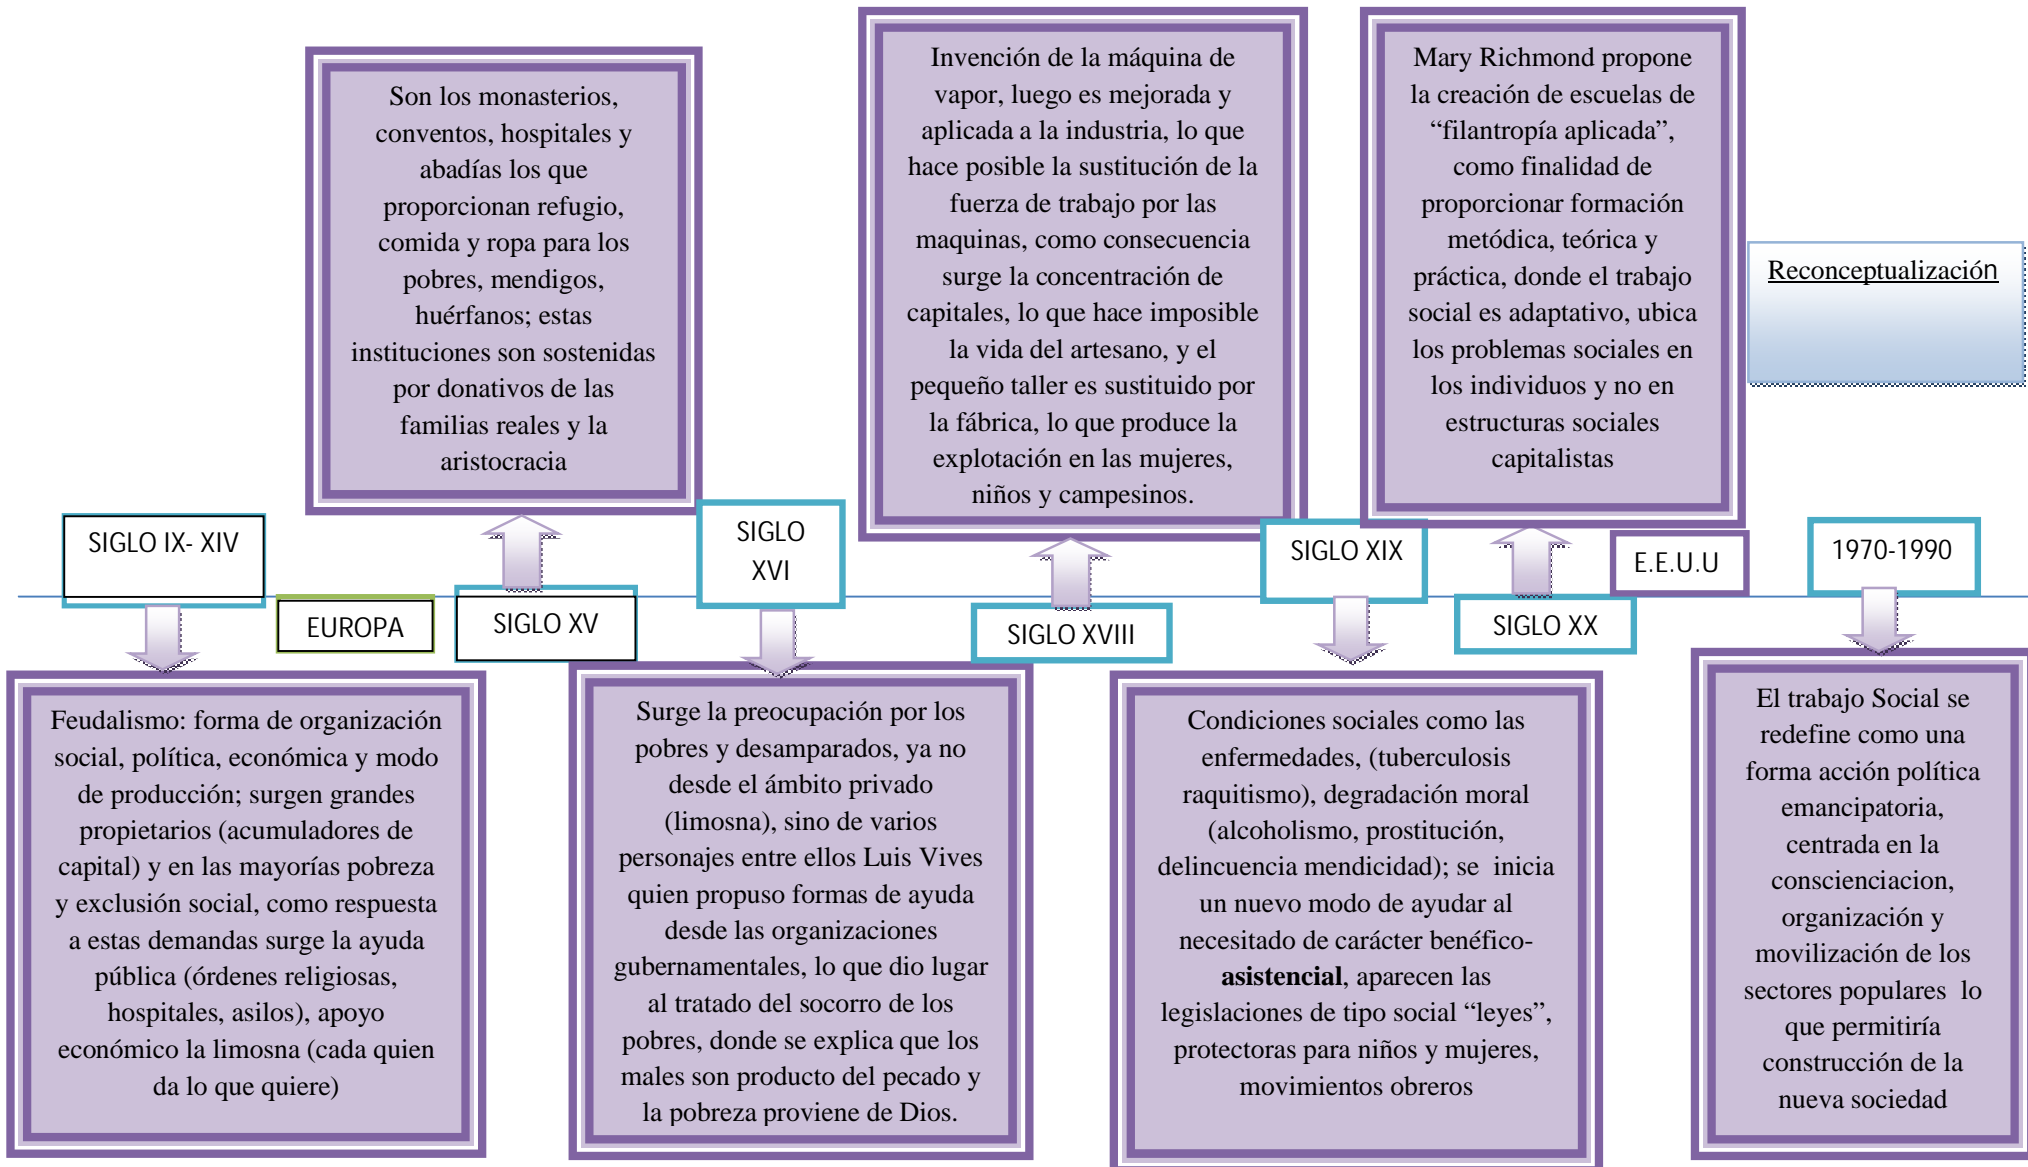 Son los monasterios,
conventos, hospitales y
abadías los que
proporcionan refugio,
comida y ropa para los
pobres, mendigos,
huérfanos; estas
instituciones son sostenidas
por donativos de las
familias reales y la
aristocracia
Invención de la máquina de
vapor, luego es mejorada y
aplicada a la industria, lo que
hace posible la sustitución de la
fuerza de trabajo por las
maquinas, como consecuencia
surge la concentración de
capitales, lo que hace imposible
la vida del artesano, y el
pequeño taller es sustituido por
la fábrica, lo que produce la
explotación en las mujeres,
niños y campesinos.
Mary Richmond propone
la creación de escuelas de
“filantropía aplicada”,
como finalidad de
proporcionar formación
metódica, teórica y
práctica, donde el trabajo
social es adaptativo, ubica
los problemas sociales en
los individuos y no en
estructuras sociales
capitalistas
Reconceptualización
SIGLO IX- XIV
EUROPA
SIGLO XV
SIGLO
XVI
SIGLO XVIII
SIGLO XIX
SIGLO XX
E.E.U.U
1970-1990
Feudalismo: forma de organización
social, política, económica y modo
de producción; surgen grandes
propietarios (acumuladores de
capital) y en las mayorías pobreza
y exclusión social, como respuesta
a estas demandas surge la ayuda
pública (órdenes religiosas,
hospitales, asilos), apoyo
económico la limosna (cada quien
da lo que quiere)
Surge la preocupación por los
pobres y desamparados, ya no
desde el ámbito privado
(limosna), sino de varios
personajes entre ellos Luis Vives
quien propuso formas de ayuda
desde las organizaciones
gubernamentales, lo que dio lugar
al tratado del socorro de los
pobres, donde se explica que los
males son producto del pecado y
la pobreza proviene de Dios.
Condiciones sociales como las
enfermedades, (tuberculosis
raquitismo), degradación moral
(alcoholismo, prostitución,
delincuencia mendicidad); se inicia
un nuevo modo de ayudar al
necesitado de carácter benéfico-
asistencial, aparecen las
legislaciones de tipo social “leyes”,
protectoras para niños y mujeres,
movimientos obreros
El trabajo Social se
redefine como una
forma acción política
emancipatoria,
centrada en la
conscienciacion,
organización y
movilización de los
sectores populares lo
que permitiría
construcción de la
nueva sociedad